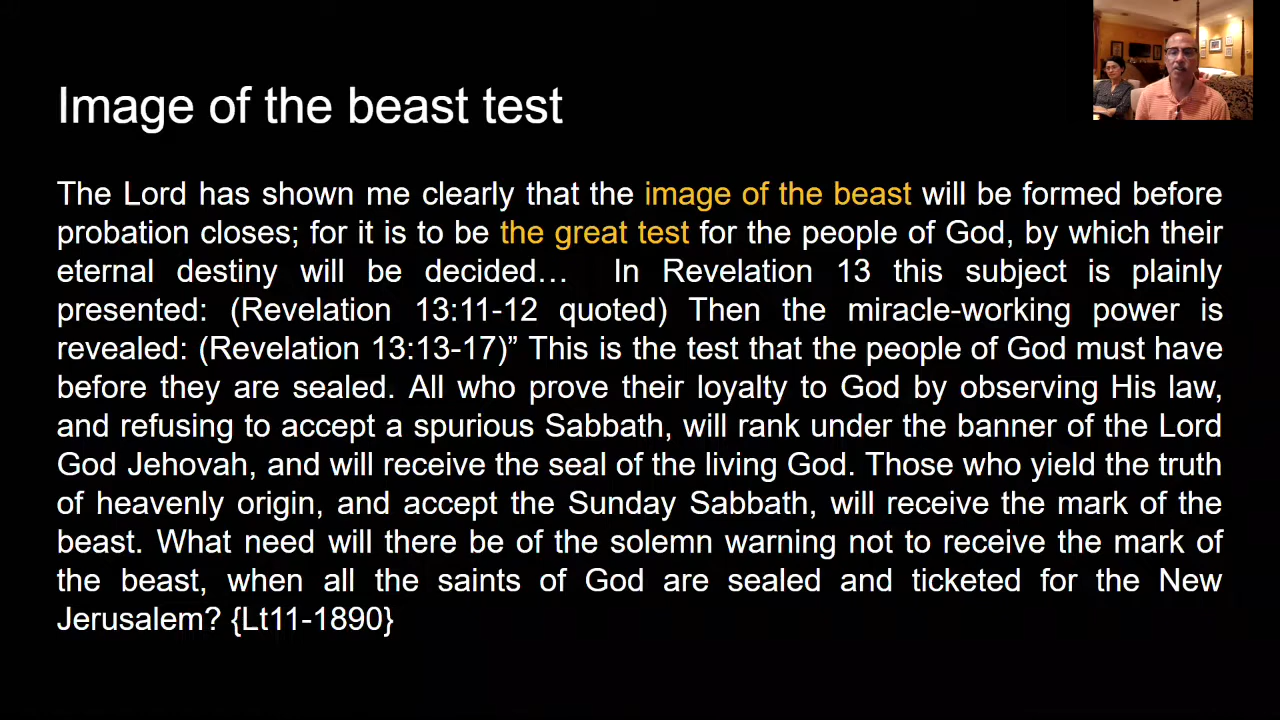 Image of the beast test
The Lord has shown me clearly that the image of the beast will be formed before
probation closes; for it is to be the great test for the people of God, by which their
eternal destiny will be decided… In Revelation 13 this subject is plainly
presented: (Revelation 13:11-12 quoted) Then the miracle-working power is
revealed: (Revelation 13:13-17)” This is the test that the people of God must have
before they are sealed. All who prove their loyalty to God by observing His law,
and refusing to accept a spurious Sabbath, will rank under the banner of the Lord
God Jehovah, and will receive the seal of the living God. Those who yield the truth
of heavenly origin, and accept the Sunday Sabbath, will receive the mark of the
beast. What need will there be of the solemn warning not to receive the mark of
the beast, when all the saints of God are sealed and ticketed for the New
Jerusalem? {Lt11-1890}